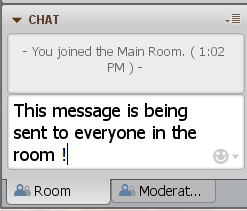 CHAT
- You joined the Main Room. ( 1:02
PM ) -
This message is being
sent to everyone in the
room !
Room
Moderat...